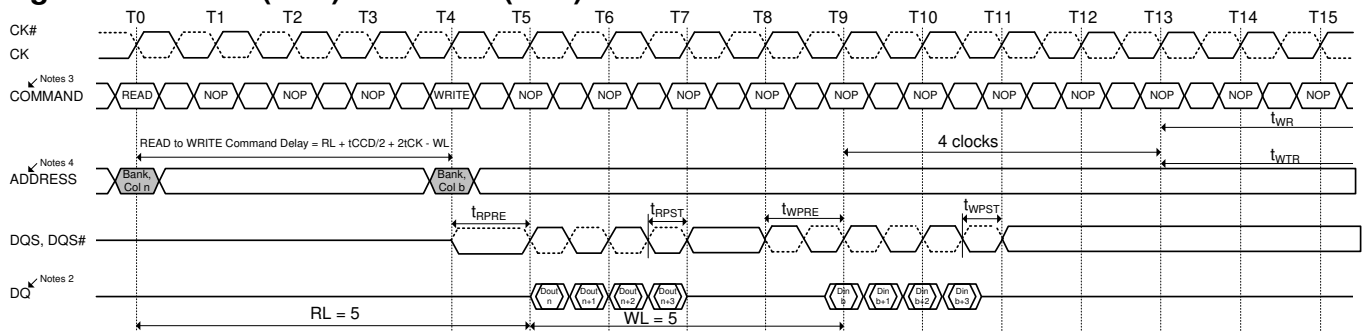 T0 T1 T2 T3 T4 T5 T6 T7 T8 T9 T10 T11 T12 T13 T14 T15
CK#
CK
Notes 3
COMMAND READ NOP NOP NOP WRITE NOP NOP NOP NOP NOP NOP NOP NOP NOP NOP NOP
tWR
READ to WRITE Command Delay = RL + tCCD/2 + 2tCK - WL
4 clocks
tWTR
Notes 4
ADDRESS
Bank, Col n
Bank, Col b
tRPRE tRPST tWPRE tWPST
DQS, DQS#
Notes 2
DQ
Dout n
Dout n+1
Dout n+2
Dout n+3
Din b
Din b+1
Din b+2
Din b+3
RL = 5 WL = 5